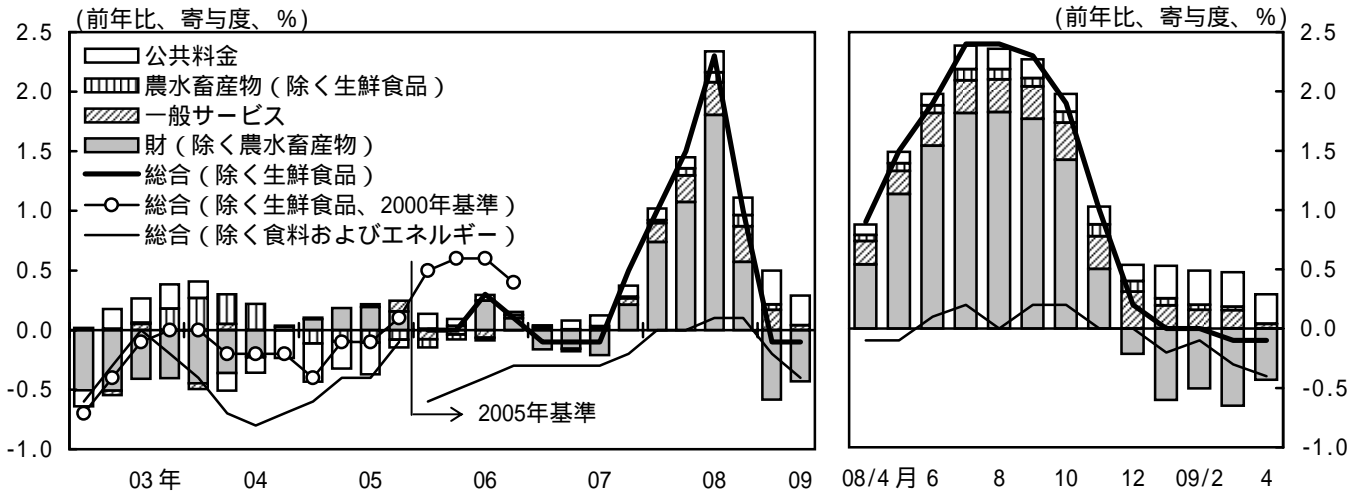 (前年比、寄与度、%)
2.5
2.0
1.5
1.0
0.5
0.0
-0.5
-1.0
公共料金
農水畜産物(除く生鮮食品)
一般サービス
財(除く農水畜産物)
総合(除く生鮮食品)
総合(除く生鮮食品、2000年基準)
総合(除く食料およびエネルギー)
2005年基準
03年 04 05 06 07 08 09
(前年比、寄与度、%)
2.5
2.0
1.5
1.0
0.5
0.0
-0.5
-1.0
08/4月 6 8 10 12 09/2 4